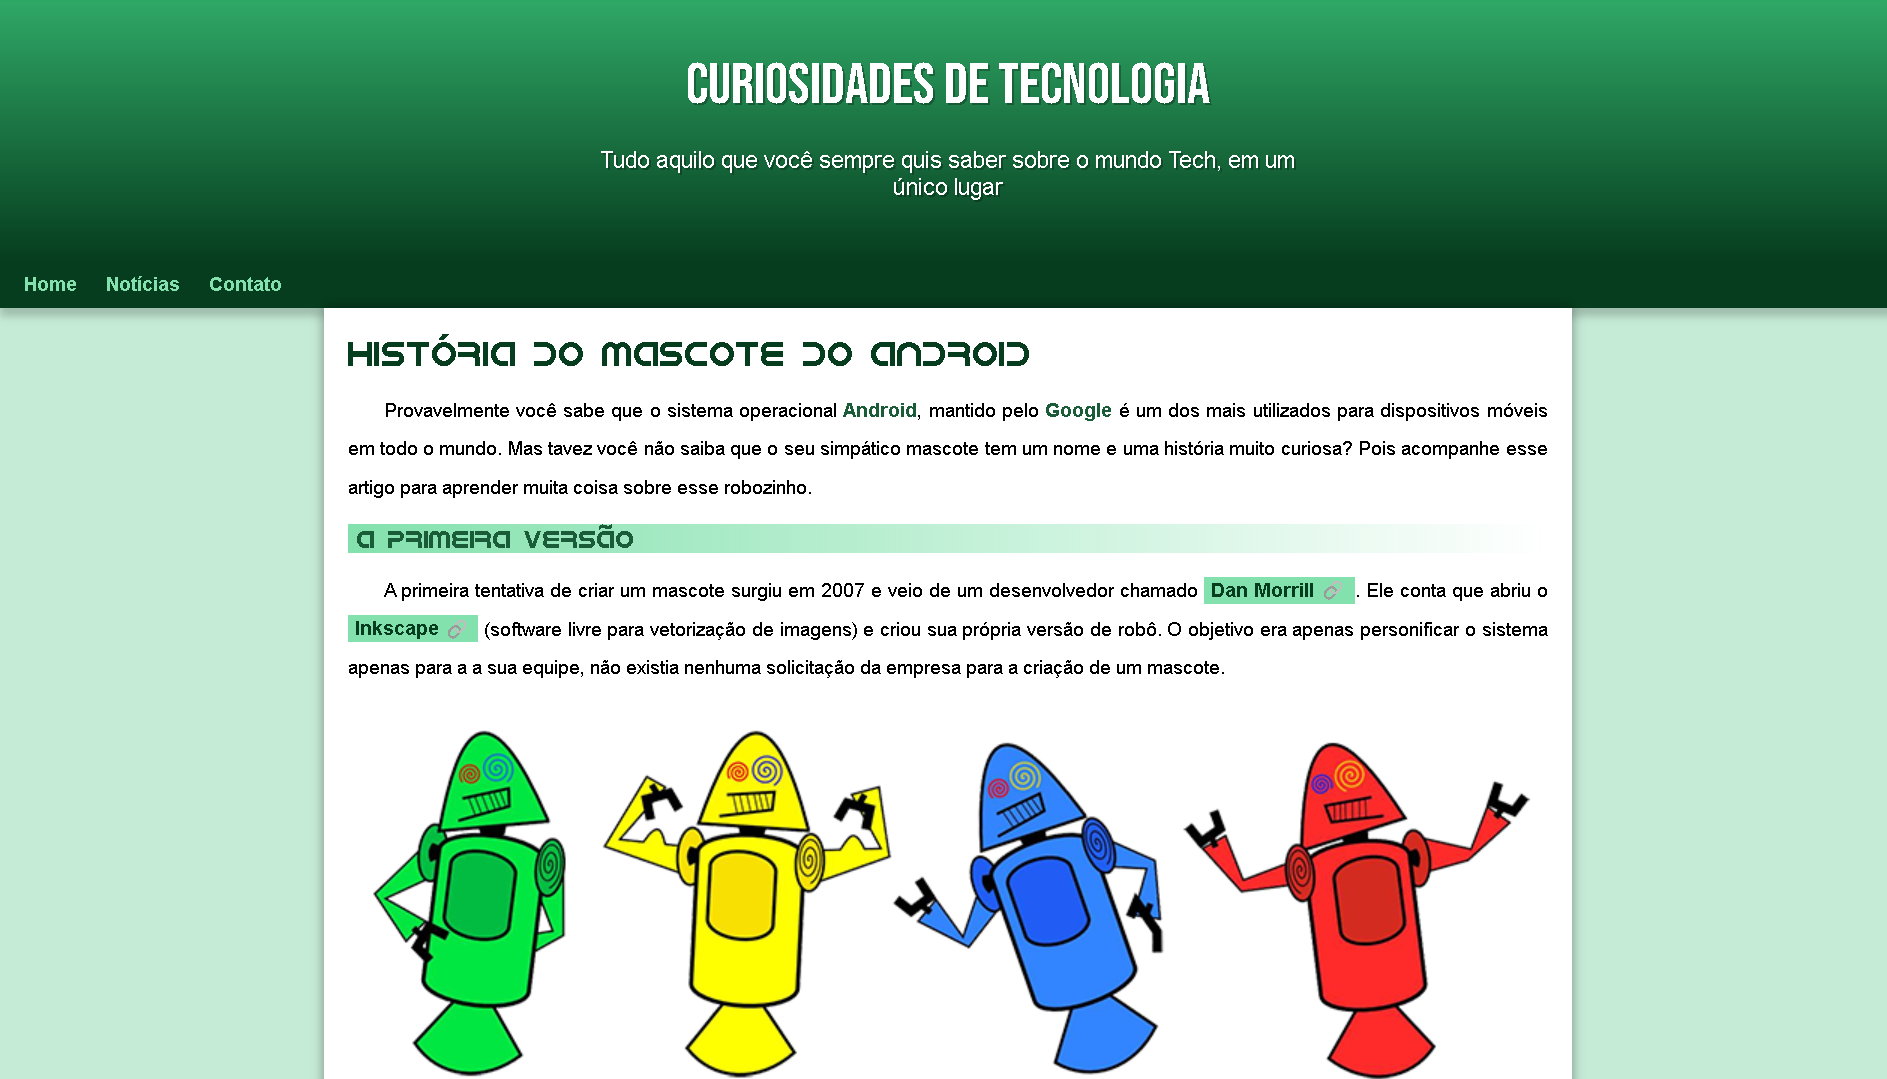 CURIOSIDADES DE TECNOLOGIA
Tudo aquilo que você sempre quis saber sobre o mundo Tech, em um
único lugar
Home Notícias Contato
HISTÓRIA DO MASCOTE DO ANDROID
Provavelmente você sabe que o sistema operacional Android, mantido pelo Google é um dos mais utilizados para dispositivos móveis
em todo o mundo. Mas tavez você não saiba que o seu simpático mascote tem um nome e uma história muito curiosa? Pois acompanhe esse
artigo para aprender muita coisa sobre esse robozinho.
A PRIMEIRA VERSÃO
A primeira tentativa de criar um mascote surgiu em 2007 e veio de um desenvolvedor chamado Dan Morrill. Ele conta que abriu o
Inkscape (software livre para vetorização de imagens) e criou sua própria versão de robô. O objetivo era apenas personificar o sistema
apenas para a a sua equipe, não existia nenhuma solicitação da empresa para a criação de um mascote.